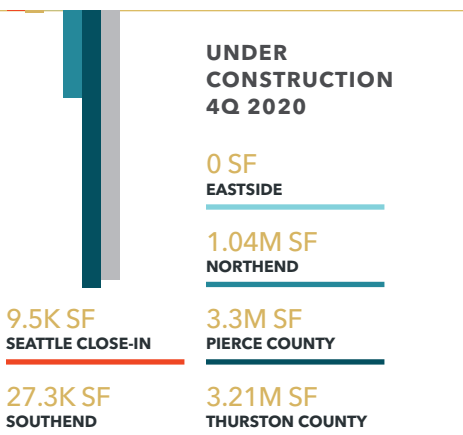 UNDER
CONSTRUCTION
4Q 2020
0 SF
EASTSIDE
1.04M SF
NORTHEND
9.5K SF
SEATTLE CLOSE-IN
3.3M SF
PIERCE COUNTY
27.3K SF
SOUTHEND
3.21M SF
THURSTON COUNTY